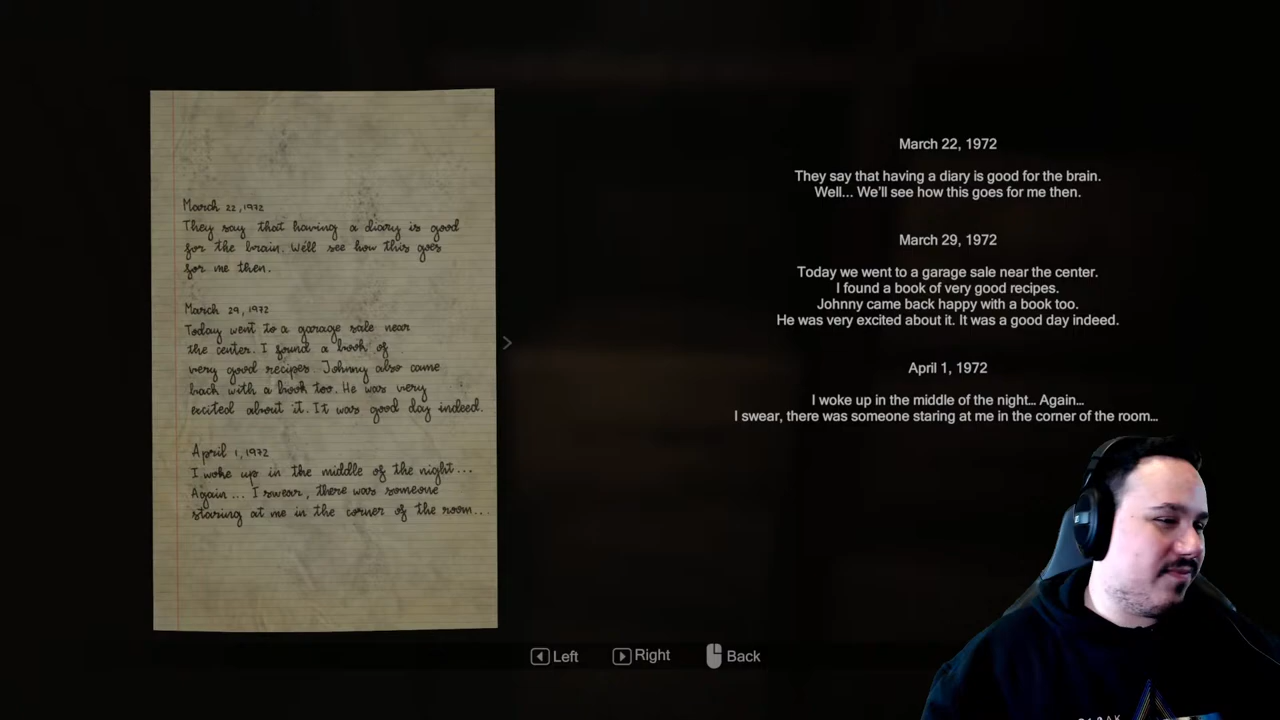 March 22, 1972
They say that having a diary is good
for the brain. We'll see how this goes
for me then.
March 29, 1972
Today went to a garage sale near
the center. I found a book of
very good recipes. Johnny also came
back with a book too. He was very
excited about it. It was good day indeed.
April 1, 1972
I woke up in the middle of the night...
Again... I swear, there was someone
staring at me in the corner of the room...
March 22, 1972
They say that having a diary is good for the brain.
Well... We'll see how this goes for me then.
March 29, 1972
Today we went to a garage sale near the center.
I found a book of very good recipes.
Johnny came back happy with a book too.
He was very excited about it. It was a good day indeed.
April 1, 1972
I woke up in the middle of the night... Again...
I swear, there was someone staring at me in the corner of the room...
Left
Right
Back